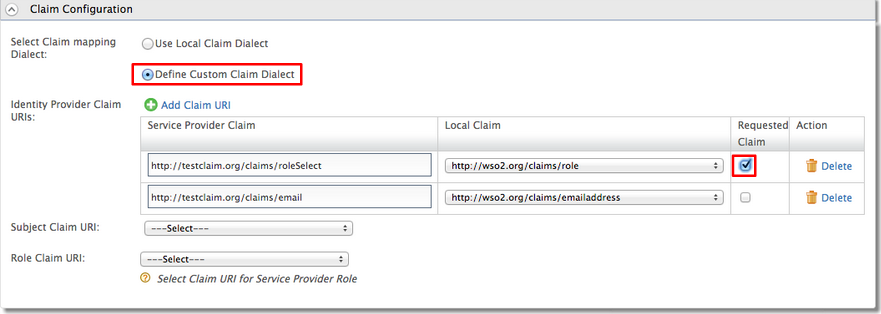 Claim Configuration
Select Claim mapping
Dialect:
Use Local Claim Dialect
Define Custom Claim Dialect
Identity Provider Claim
URIs:
Add Claim URI
Service Provider Claim
Local Claim
Requested
Claim
Action
http://testclaim.org/claims/roleSelect
http://wso2.org/claims/role
Delete
http://testclaim.org/claims/email
http://wso2.org/claims/emailaddress
Delete
Subject Claim URI:
---Select---
Role Claim URI:
---Select---
? Select Claim URI for Service Provider Role